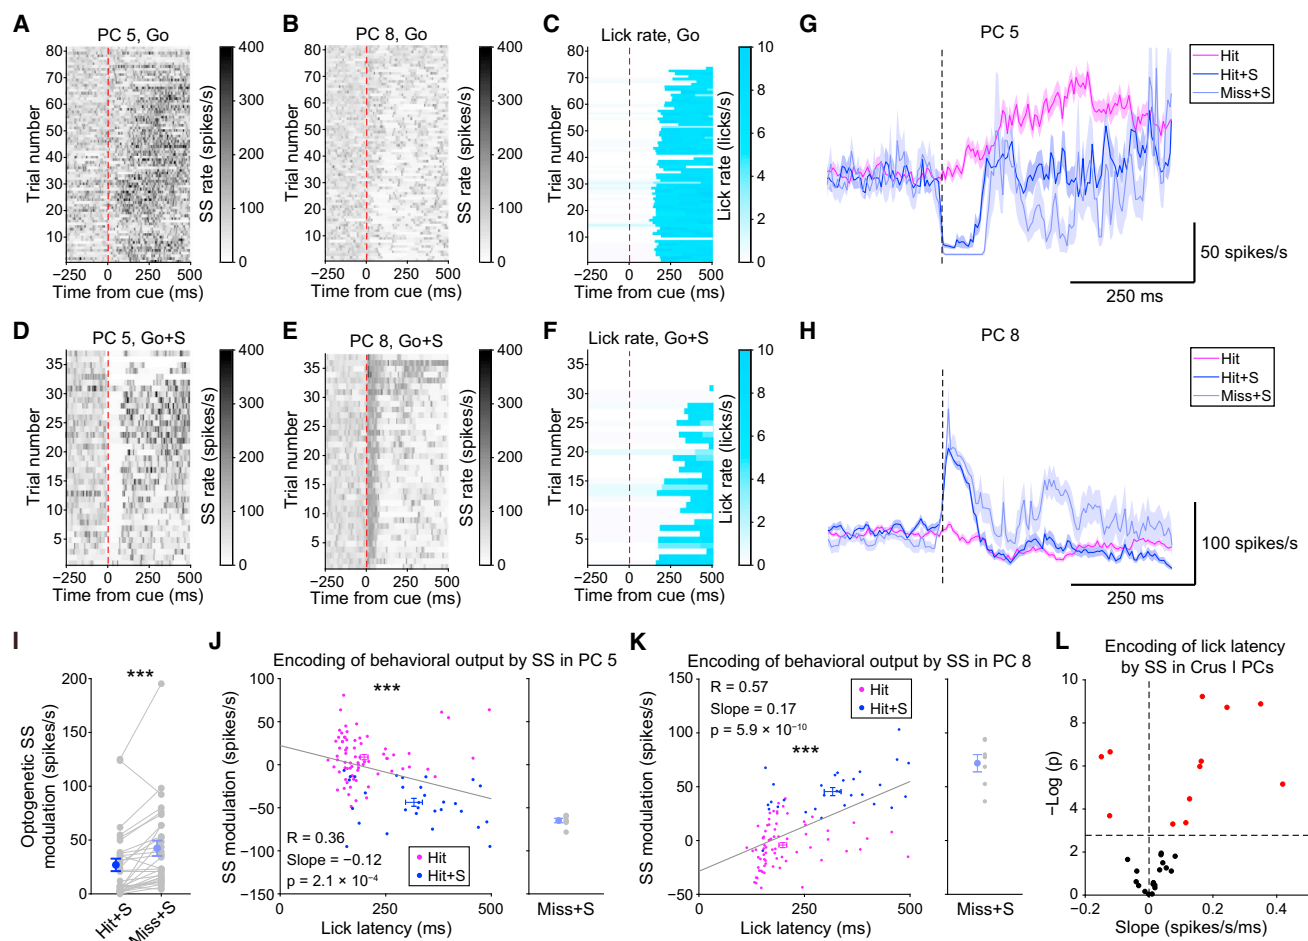 A
PC 5, Go
Trial number
80
70
60
50
40
30
20
10
−250 0 250 500
Time from cue (ms)
400
300
200
100
0
SS rate (spikes/s)
B
PC 8, Go
Trial number
80
70
60
50
40
30
20
10
−250 0 250 500
Time from cue (ms)
400
300
200
100
0
SS rate (spikes/s)
C
Lick rate, Go
Trial number
80
70
60
50
40
30
20
10
−250 0 250 500
Time from cue (ms)
10
8
6
4
2
0
Lick rate (licks/s)
G
PC 5
Hit
Hit+S
Miss+S
50 spikes/s
250 ms
D
PC 5, Go+S
Trial number
35
30
25
20
15
10
5
−250 0 250 500
Time from cue (ms)
400
300
200
100
0
SS rate (spikes/s)
E
PC 8, Go+S
Trial number
35
30
25
20
15
10
5
−250 0 250 500
Time from cue (ms)
400
300
200
100
0
SS rate (spikes/s)
F
Lick rate, Go+S
Trial number
35
30
25
20
15
10
5
−250 0 250 500
Time from cue (ms)
10
8
6
4
2
0
Lick rate (licks/s)
H
PC 8
Hit
Hit+S
Miss+S
100 spikes/s
250 ms
I
***
Optogenetic SS
modulation (spikes/s)
200
150
100
50
0
Hit+S
Miss+S
J
Encoding of behavioral output by SS in PC 5
***
SS modulation (spikes/s)
100
50
0
−50
−100
−150
R = 0.36
Slope = −0.12
p = 2.1 × 10⁻⁴
Hit
Hit+S
0 500
Lick latency (ms)
Miss+S
K
Encoding of behavioral output by SS in PC 8
R = 0.57
Slope = 0.17
p = 5.9 × 10⁻¹⁰
Hit
Hit+S
***
SS modulation (spikes/s)
150
100
50
0
−50
0 500
Lick latency (ms)
Miss+S
L
Encoding of lick latency
by SS in Crus I PCs
−Log (p)
10
8
6
4
2
0
−0.2 0 0.2 0.4
Slope (spikes/s/ms)